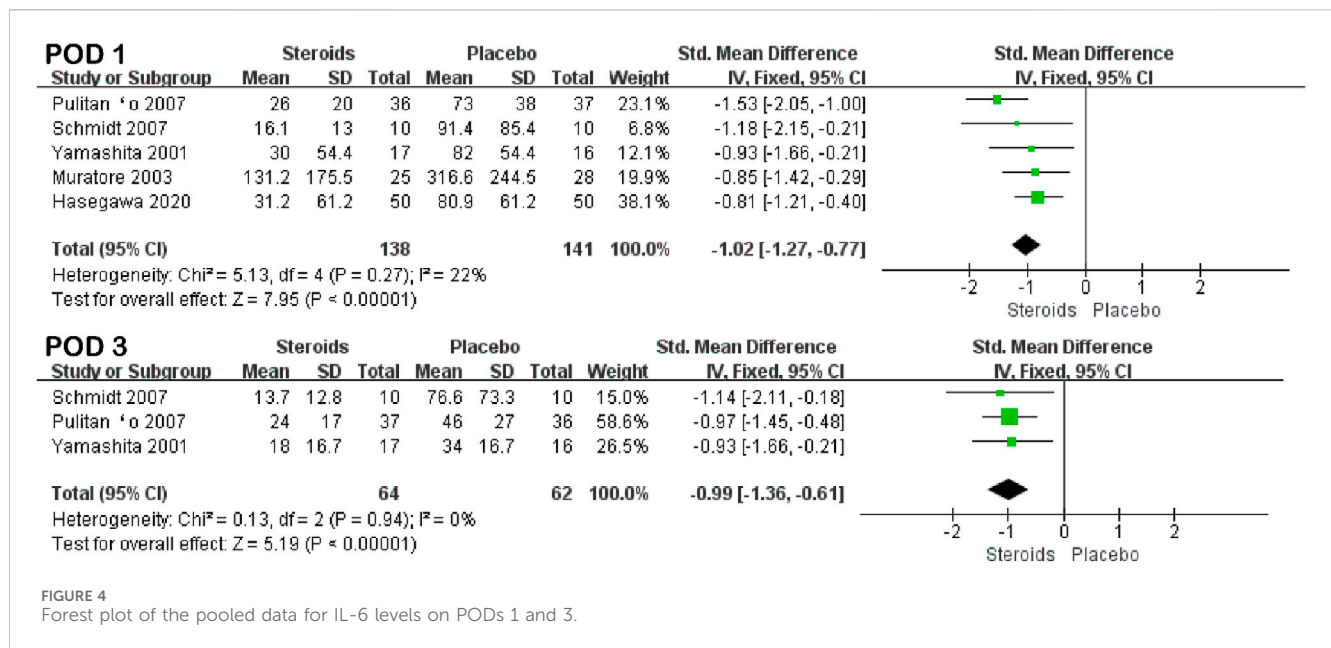 POD 1 Steroids Placebo Std. Mean Difference Std. Mean Difference
Study or Subgroup Mean SD Total Mean SD Total Weight IV, Fixed, 95% CI IV, Fixed, 95% CI
Pulitan ‘o 2007 26 20 36 73 38 37 23.1% -1.53 [-2.05, -1.00]
Schmidt 2007 16.1 13 10 91.4 85.4 10 6.8% -1.18 [-2.15, -0.21]
Yamashita 2001 30 54.4 17 82 54.4 16 12.1% -0.93 [-1.66, -0.21]
Muratore 2003 131.2 175.5 25 316.6 244.5 28 19.9% -0.85 [-1.42, -0.29]
Hasegawa 2020 31.2 61.2 50 80.9 61.2 50 38.1% -0.81 [-1.21, -0.40]
Total (95% CI) 138 141 100.0% -1.02 [-1.27, -0.77]
Heterogeneity: Chi² = 5.13, df = 4 (P = 0.27); I² = 22%
Test for overall effect: Z = 7.95 (P < 0.00001)
-2 -1 0 1 2
Steroids Placebo
POD 3 Steroids Placebo Std. Mean Difference Std. Mean Difference
Study or Subgroup Mean SD Total Mean SD Total Weight IV, Fixed, 95% CI IV, Fixed, 95% CI
Schmidt 2007 13.7 12.8 10 76.6 73.3 10 15.0% -1.14 [-2.11, -0.18]
Pulitan ‘o 2007 24 17 37 46 27 36 58.6% -0.97 [-1.45, -0.48]
Yamashita 2001 18 16.7 17 34 16.7 16 26.5% -0.93 [-1.66, -0.21]
Total (95% CI) 64 62 100.0% -0.99 [-1.36, -0.61]
Heterogeneity: Chi² = 0.13, df = 2 (P = 0.94); I² = 0%
Test for overall effect: Z = 5.19 (P < 0.00001)
-2 -1 0 1 2
Steroids Placebo
FIGURE 4
Forest plot of the pooled data for IL-6 levels on PODs 1 and 3.